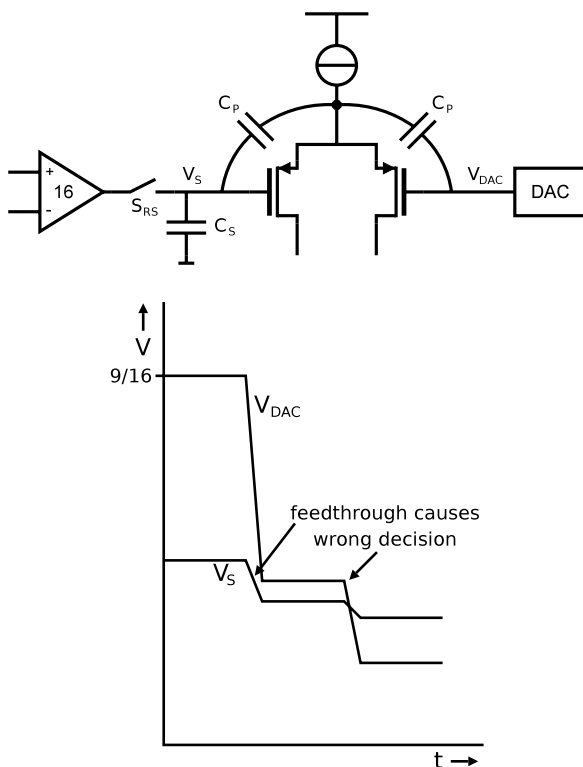 C_P
C_P
+
16
-
S_RS
V_S
C_S
V_DAC
DAC
V
9/16
V_DAC
feedthrough causes
wrong decision
V_S
t